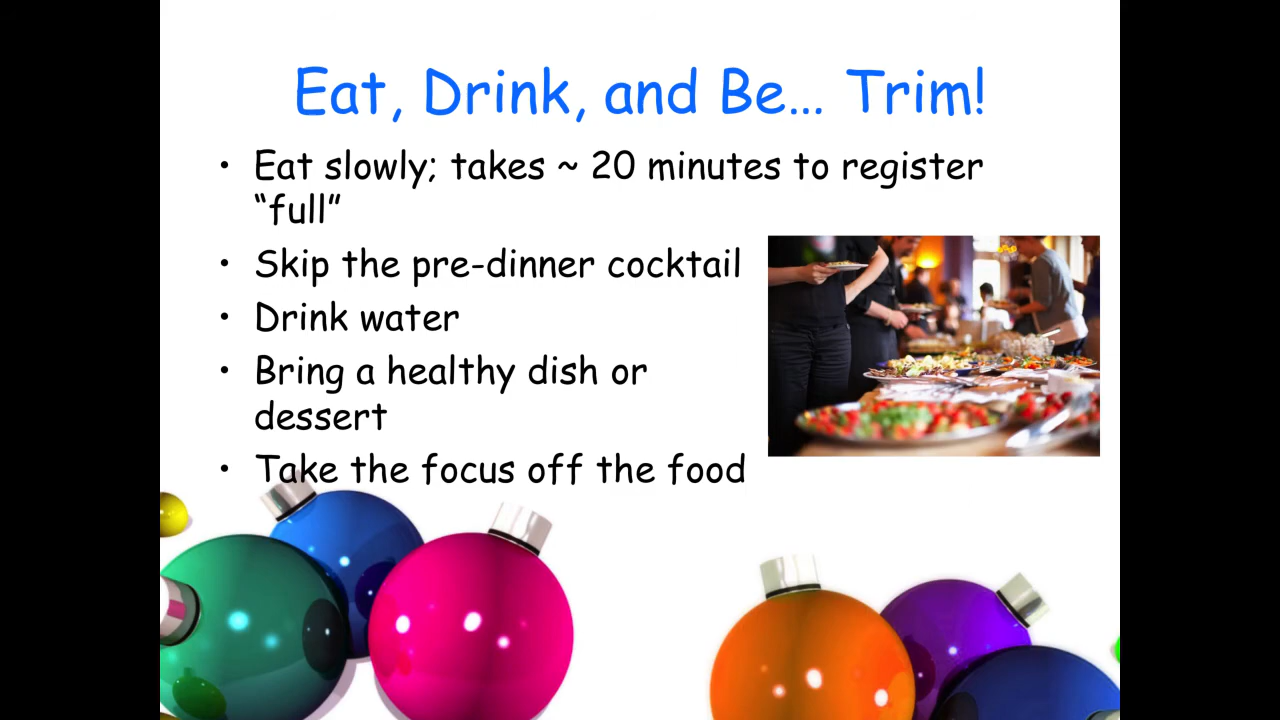 Eat, Drink, and Be… Trim!
• Eat slowly; takes ~ 20 minutes to register
“full”
• Skip the pre-dinner cocktail
• Drink water
• Bring a healthy dish or
dessert
• Take the focus off the food